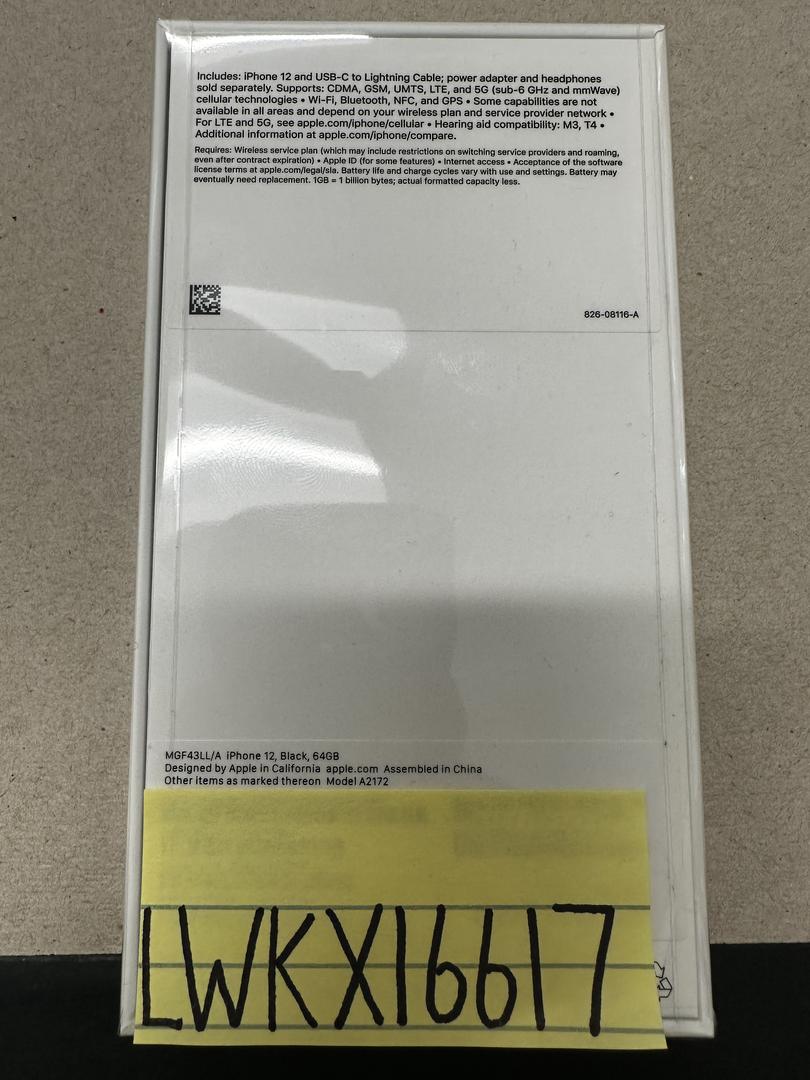 Includes: iPhone 12 and USB-C to Lightning Cable; power adapter and headphones
sold separately. Supports: CDMA, GSM, UMTS, LTE, and 5G (sub-6 GHz and mmWave)
cellular technologies • Wi-Fi, Bluetooth, NFC, and GPS • Some capabilities are not
available in all areas and depend on your wireless plan and service provider network •
For LTE and 5G, see apple.com/iphone/cellular • Hearing aid compatibility: M3, T4 •
Additional information at apple.com/iphone/compare.
Requires: Wireless service plan (which may include restrictions on switching service providers and roaming,
even after contract expiration) • Apple ID (for some features) • Internet access • Acceptance of the software
license terms at apple.com/legal/sla. Battery life and charge cycles vary with use and settings. Battery may
eventually need replacement. 1GB = 1 billion bytes; actual formatted capacity less.
826-08116-A
MGF43LL/A iPhone 12, Black, 64GB
Designed by Apple in California apple.com Assembled in China
Other items as marked thereon Model A2172
LWKX16617